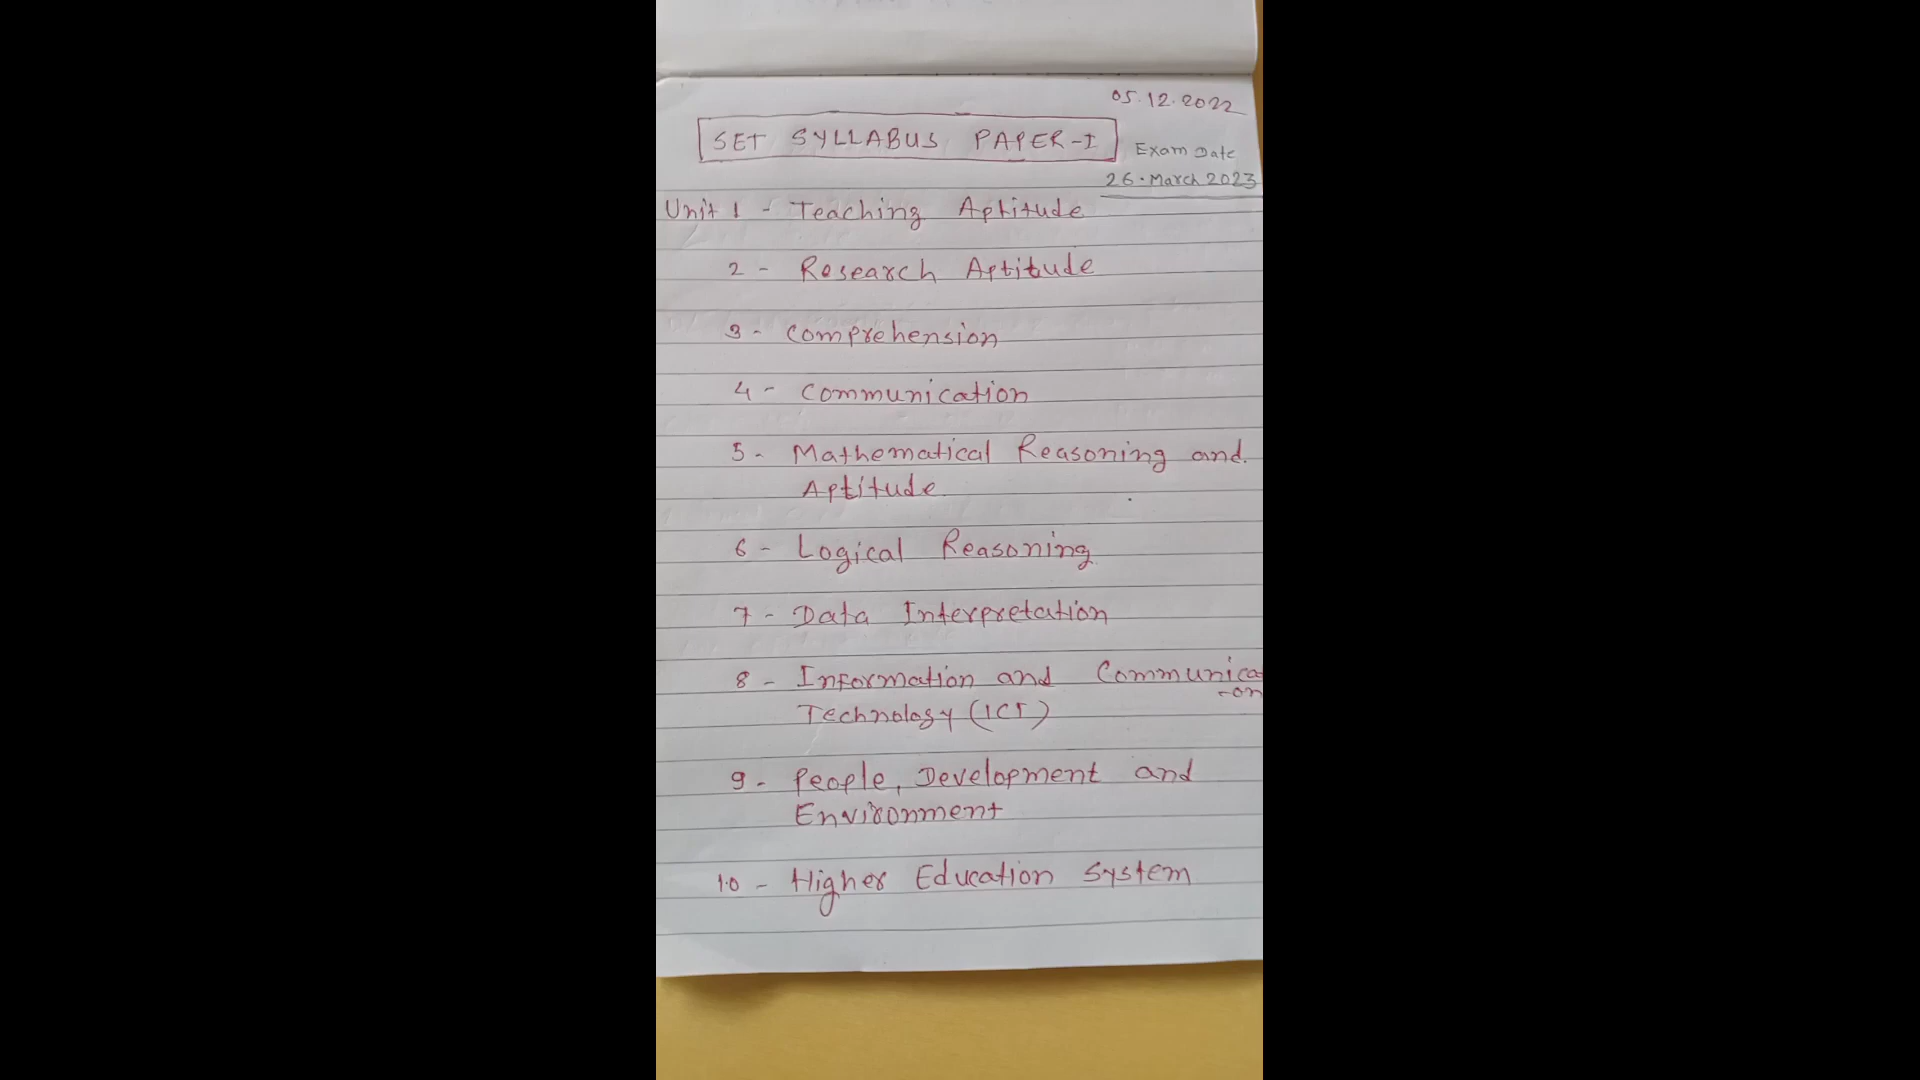 05.12.2022
SET SYLLABUS PAPER-I
Exam Date
26. March 2023
Unit 1 - Teaching Aptitude
2 - Research Aptitude
3 - Comprehension
4 - Communication
5 - Mathematical Reasoning and
Aptitude
6 - Logical Reasoning
7 - Data Interpretation
8 - Information and Communica
-on
Technology (ICT)
9 - People, Development and
Environment
10 - Higher Education System